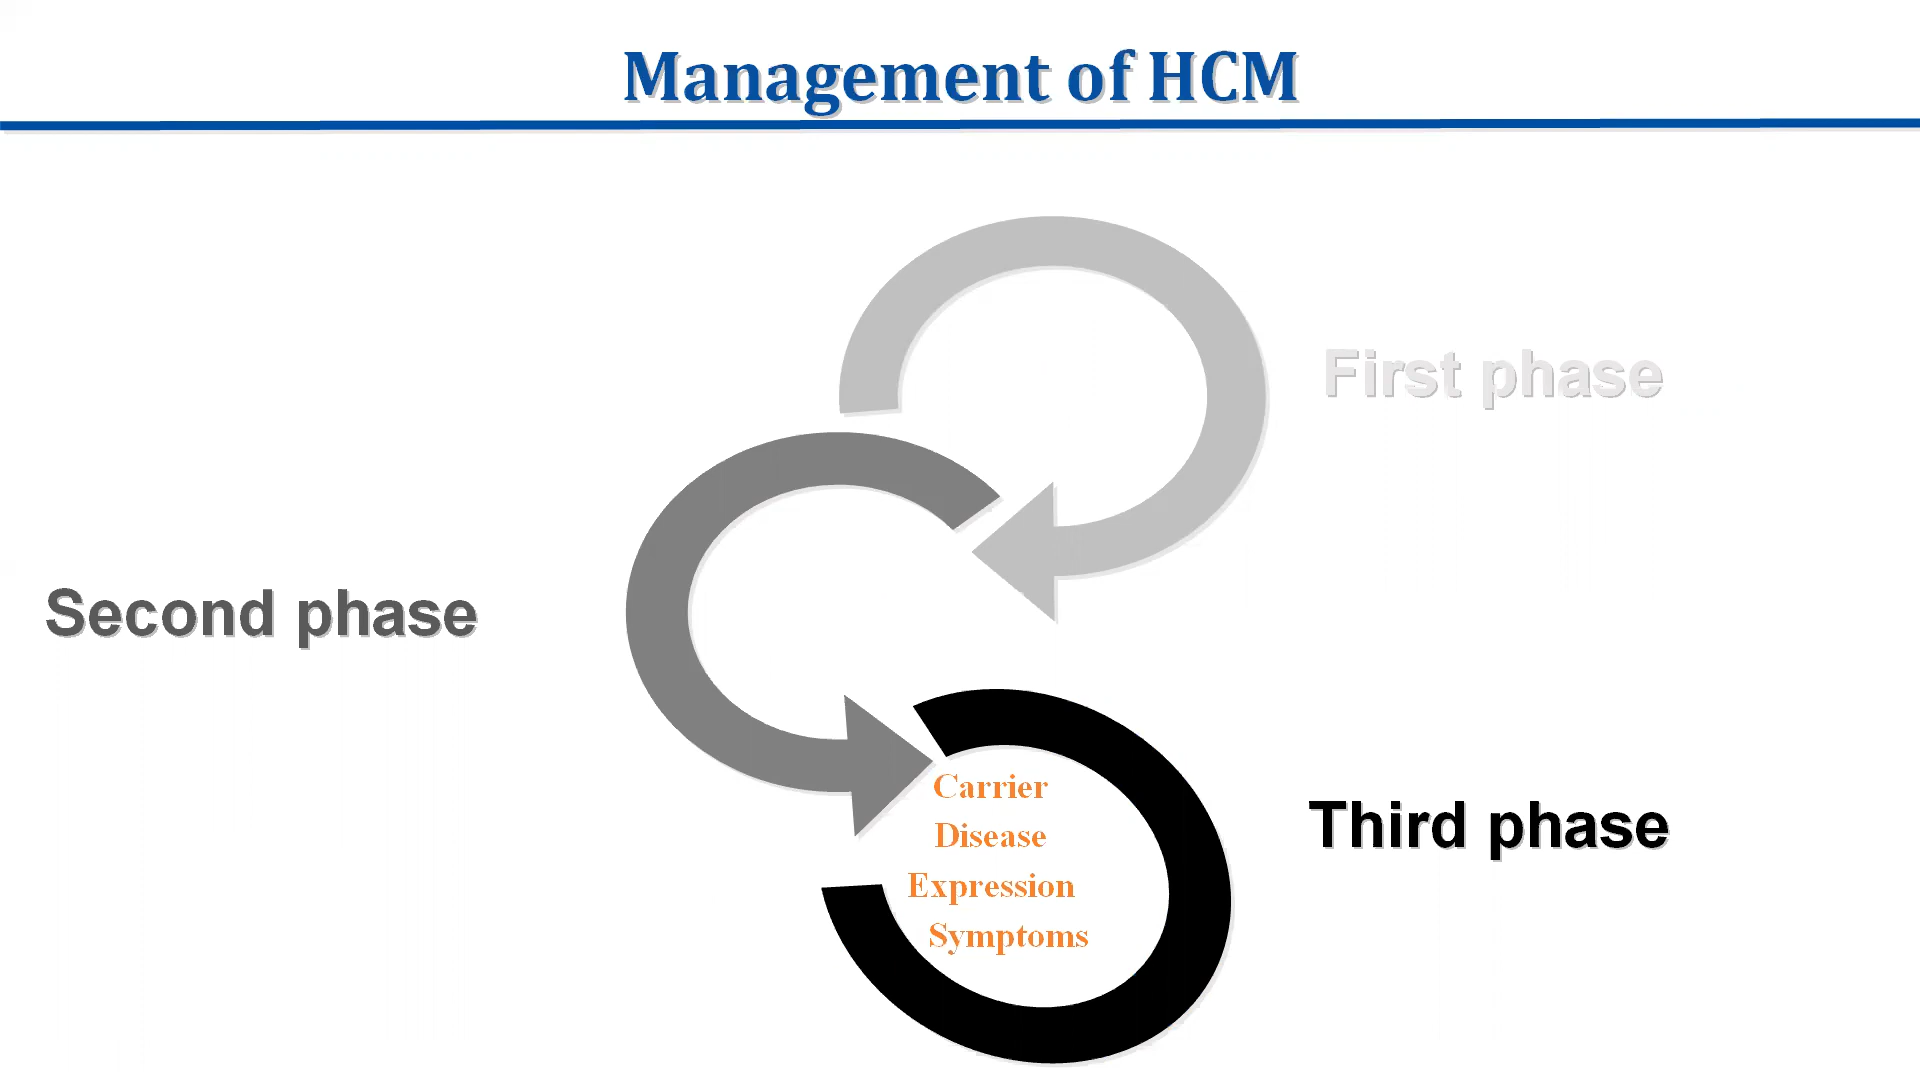 Management of HCM
First phase
Second phase
Third phase
Carrier
Disease
Expression
Symptoms